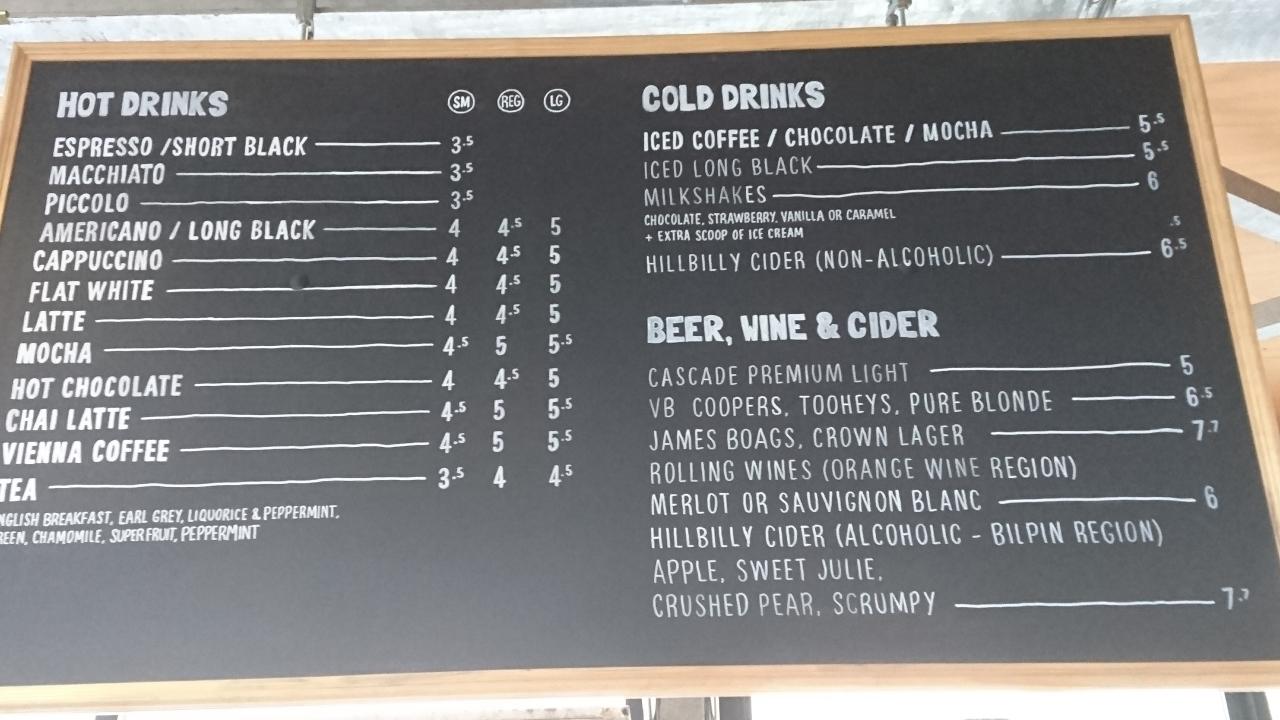 HOT DRINKS SM REG LG
ESPRESSO /SHORT BLACK 3.5
MACCHIATO 3.5
PICCOLO 3.5
AMERICANO / LONG BLACK 4 4.5 5
CAPPUCCINO 4 4.5 5
FLAT WHITE 4 4.5 5
LATTE 4 4.5 5
MOCHA 4.5 5 5.5
HOT CHOCOLATE 4 4.5 5
CHAI LATTE 4.5 5 5.5
VIENNA COFFEE 4.5 5 5.5
TEA 3.5 4 4.5
NGLISH BREAKFAST, EARL GREY, LIQUORICE & PEPPERMINT,
REEN, CHAMOMILE, SUPERFRUIT, PEPPERMINT
COLD DRINKS
ICED COFFEE / CHOCOLATE / MOCHA 5.5
ICED LONG BLACK 5.5
MILKSHAKES 6
CHOCOLATE, STRAWBERRY, VANILLA OR CARAMEL
+ EXTRA SCOOP OF ICE CREAM .5
HILLBILLY CIDER (NON-ALCOHOLIC) 6.5
BEER, WINE & CIDER
CASCADE PREMIUM LIGHT 5
VB COOPERS, TOOHEYS, PURE BLONDE 6.5
JAMES BOAGS, CROWN LAGER 7.7
ROLLING WINES (ORANGE WINE REGION)
MERLOT OR SAUVIGNON BLANC 6
HILLBILLY CIDER (ALCOHOLIC - BILPIN REGION)
APPLE, SWEET JULIE,
CRUSHED PEAR, SCRUMPY 7.7